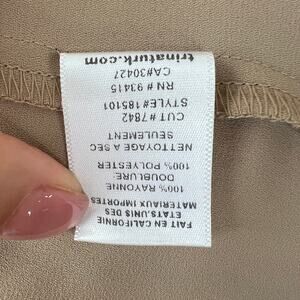 FAIT EN CALIFORNIE
ETATS.UNIS DES
MATERIAUX IMPORTES
100% RAYONNE
DOUBLURE:
100% POLYESTER
NETTOYAGE A SEC
SEULEMENT
CUT # 7842
STYLE# 185101
RN # 93415
CA#30427
trinaturk.com